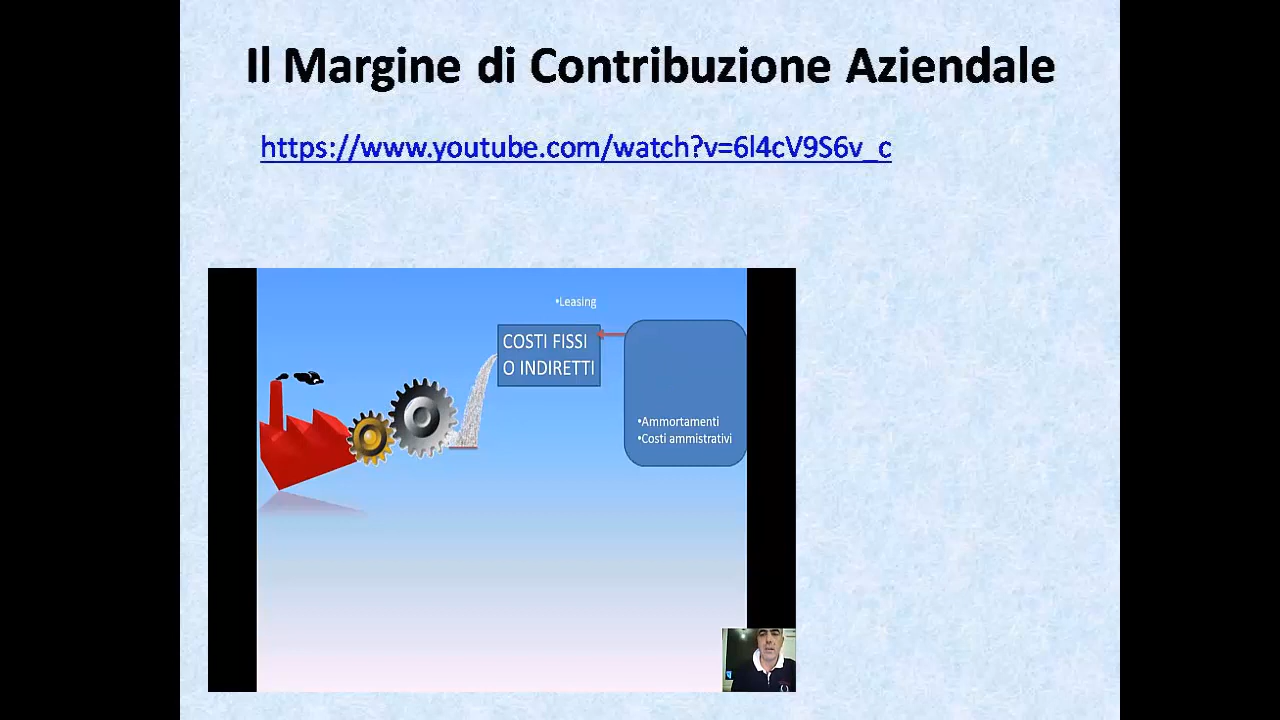 Il Margine di Contribuzione Aziendale
https://www.youtube.com/watch?v=6l4cV9S6v_c
•Leasing
COSTI FISSI
O INDIRETTI
•Ammortamenti
•Costi ammistrativi